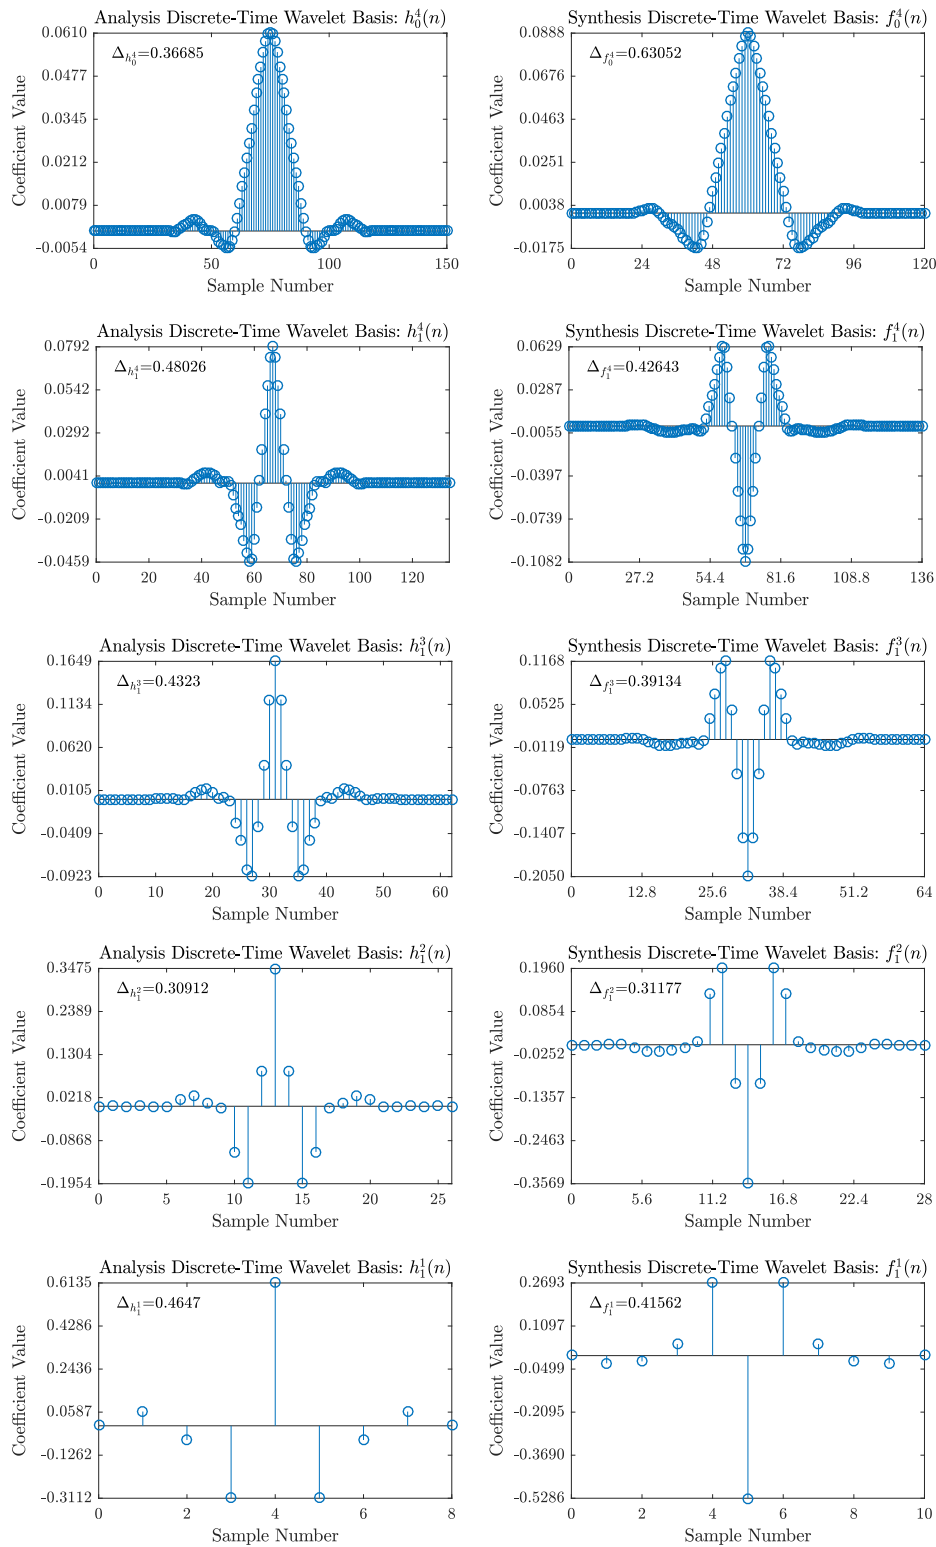 Analysis Discrete-Time Wavelet Basis: h_0^4(n)
Δ_{h_0^4}=0.36685
Coefficient Value
0.0610
0.0477
0.0345
0.0212
0.0079
-0.0054
0 50 100 150
Sample Number
Synthesis Discrete-Time Wavelet Basis: f_0^4(n)
Δ_{f_0^4}=0.63052
Coefficient Value
0.0888
0.0676
0.0463
0.0251
0.0038
-0.0175
0 24 48 72 96 120
Sample Number
Analysis Discrete-Time Wavelet Basis: h_1^4(n)
Δ_{h_1^4}=0.48026
Coefficient Value
0.0792
0.0542
0.0292
0.0041
-0.0209
-0.0459
0 20 40 60 80 100 120
Sample Number
Synthesis Discrete-Time Wavelet Basis: f_1^4(n)
Δ_{f_1^4}=0.42643
Coefficient Value
0.0629
0.0287
-0.0055
-0.0397
-0.0739
-0.1082
0 27.2 54.4 81.6 108.8 136
Sample Number
Analysis Discrete-Time Wavelet Basis: h_1^3(n)
Δ_{h_1^3}=0.4323
Coefficient Value
0.1649
0.1134
0.0620
0.0105
-0.0409
-0.0923
0 10 20 30 40 50 60
Sample Number
Synthesis Discrete-Time Wavelet Basis: f_1^3(n)
Δ_{f_1^3}=0.39134
Coefficient Value
0.1168
0.0525
-0.0119
-0.0763
-0.1407
-0.2050
0 12.8 25.6 38.4 51.2 64
Sample Number
Analysis Discrete-Time Wavelet Basis: h_1^2(n)
Δ_{h_1^2}=0.30912
Coefficient Value
0.3475
0.2389
0.1304
0.0218
-0.0868
-0.1954
0 5 10 15 20 25
Sample Number
Synthesis Discrete-Time Wavelet Basis: f_1^2(n)
Δ_{f_1^2}=0.31177
Coefficient Value
0.1960
0.0854
-0.0252
-0.1357
-0.2463
-0.3569
0 5.6 11.2 16.8 22.4 28
Sample Number
Analysis Discrete-Time Wavelet Basis: h_1^1(n)
Δ_{h_1^1}=0.4647
Coefficient Value
0.6135
0.4286
0.2436
0.0587
-0.1262
-0.3112
0 2 4 6 8
Sample Number
Synthesis Discrete-Time Wavelet Basis: f_1^1(n)
Δ_{f_1^1}=0.41562
Coefficient Value
0.2693
0.1097
-0.0499
-0.2095
-0.3690
-0.5286
0 2 4 6 8 10
Sample Number